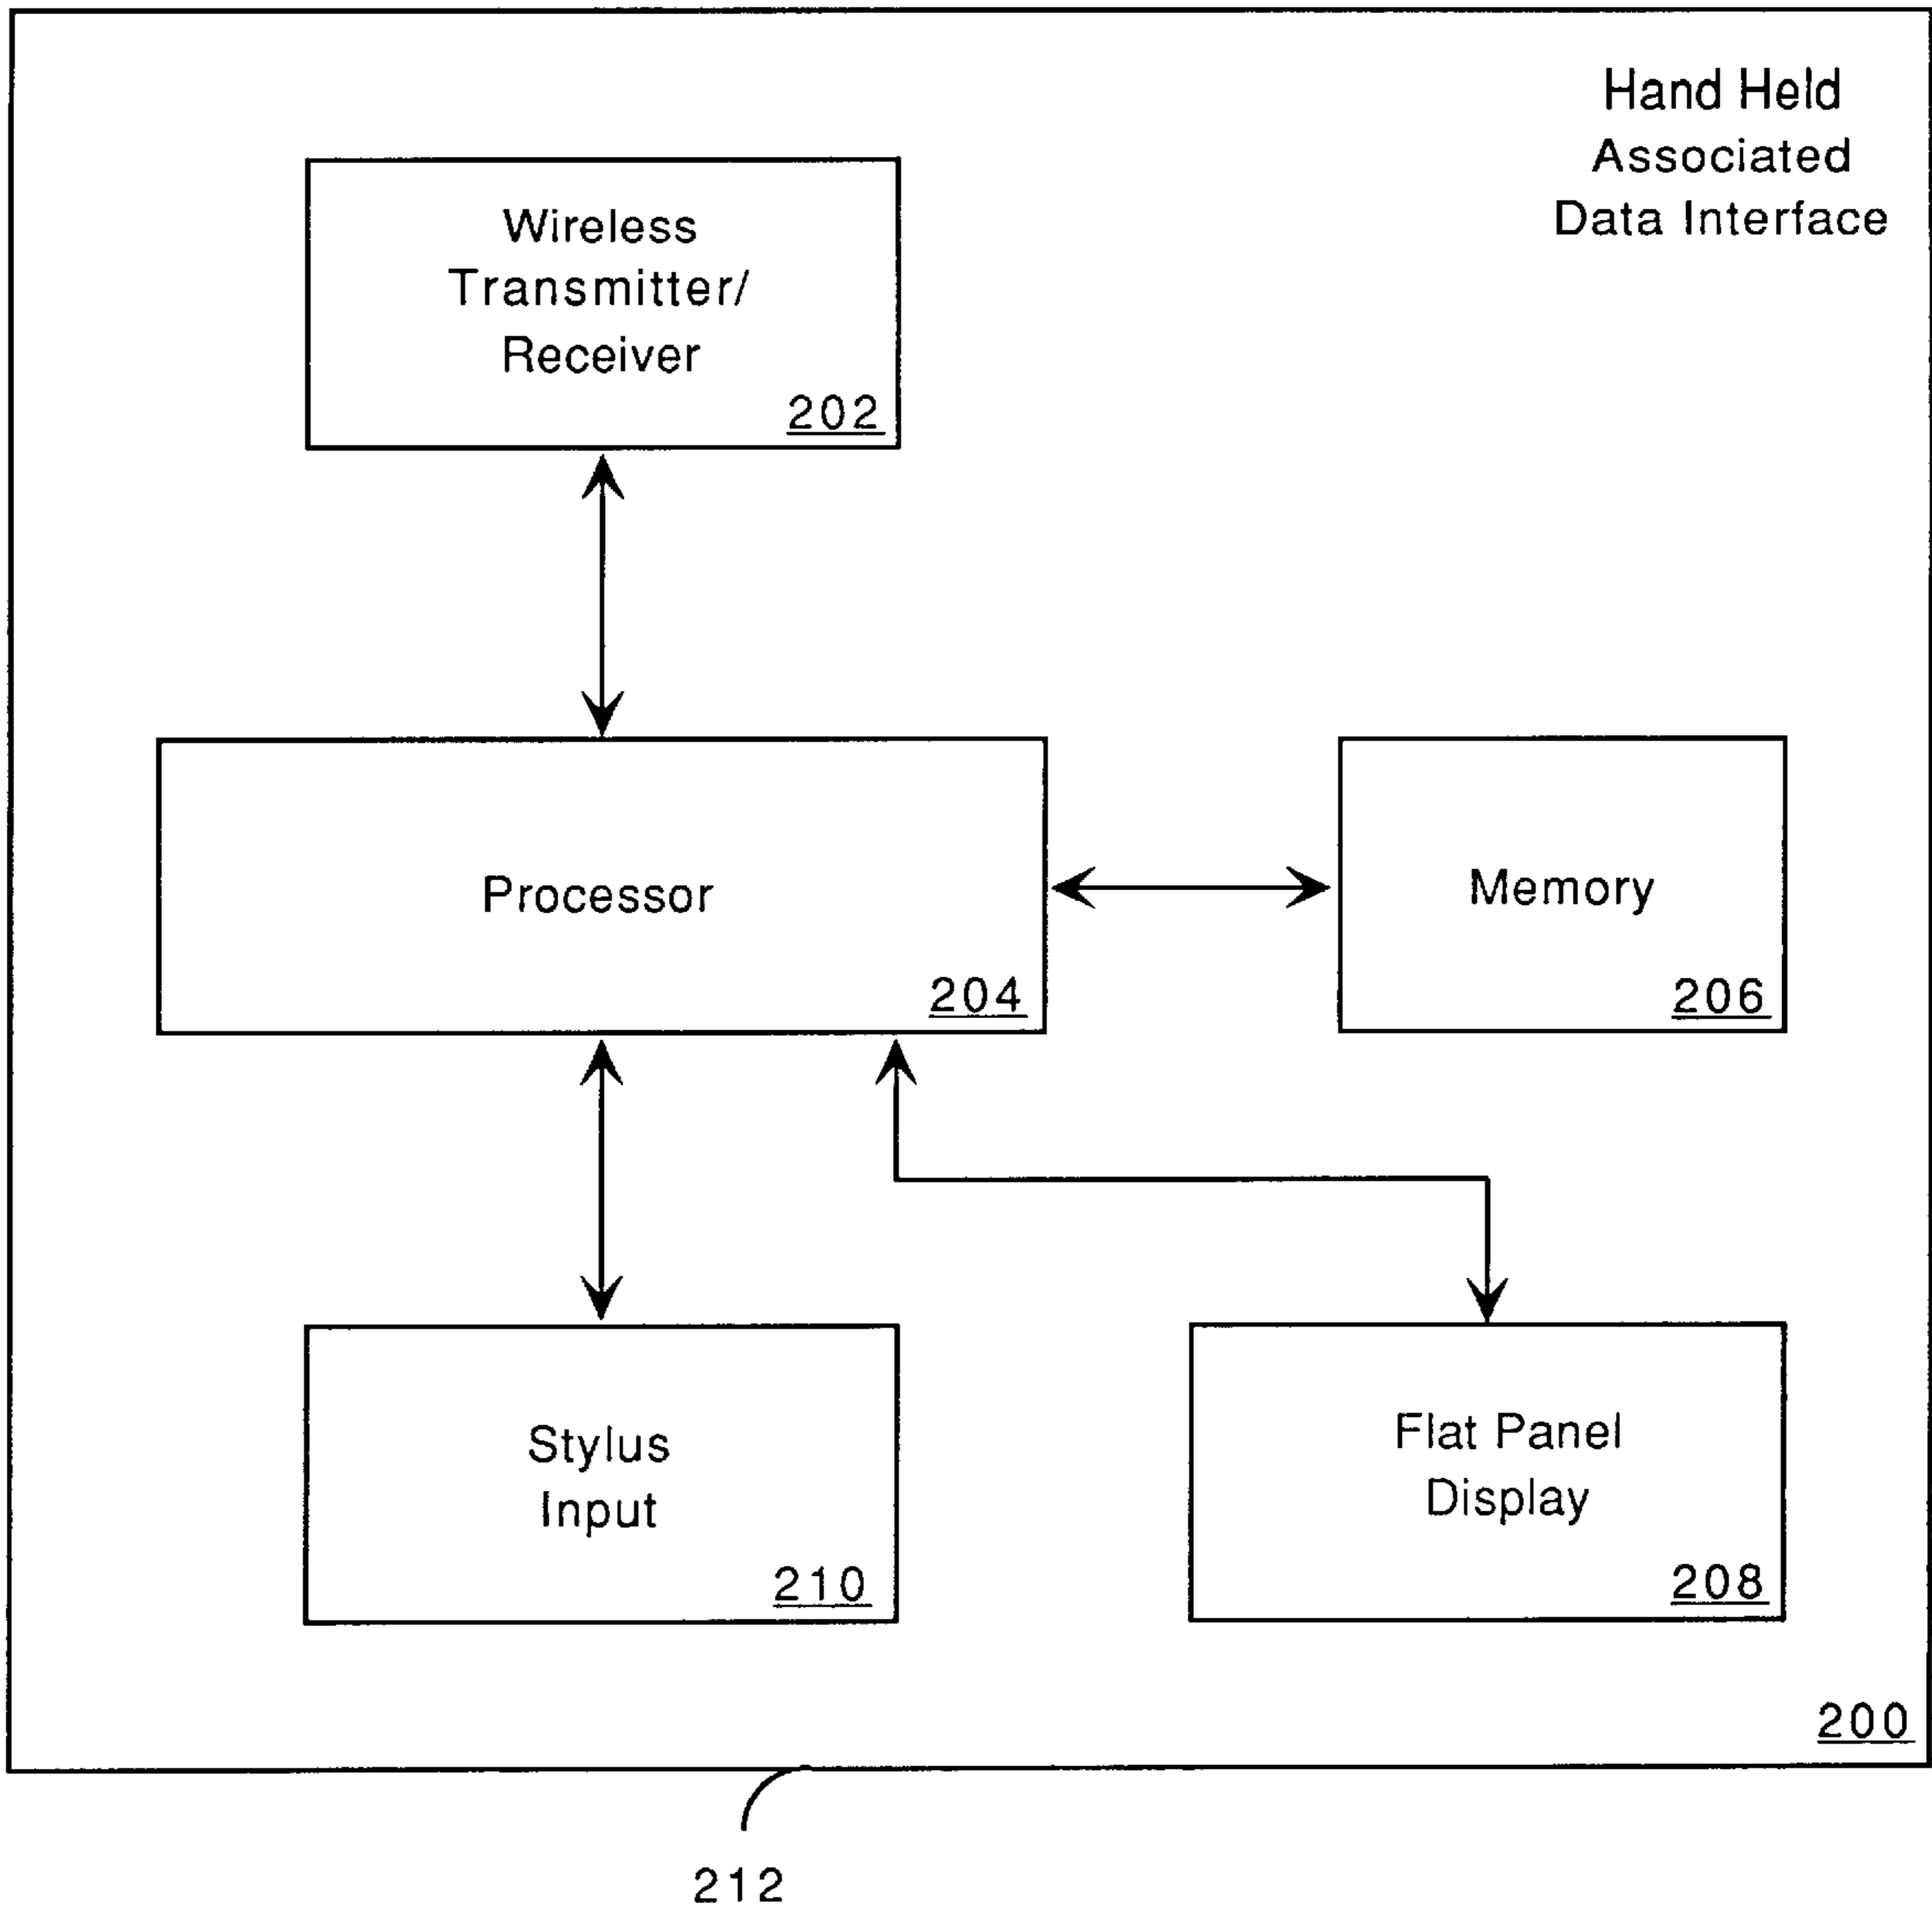 Hand Held
Associated
Data Interface
Wireless
Transmitter/
Receiver
202
Processor
204
Memory
206
Stylus
Input
210
Flat Panel
Display
208
200
212